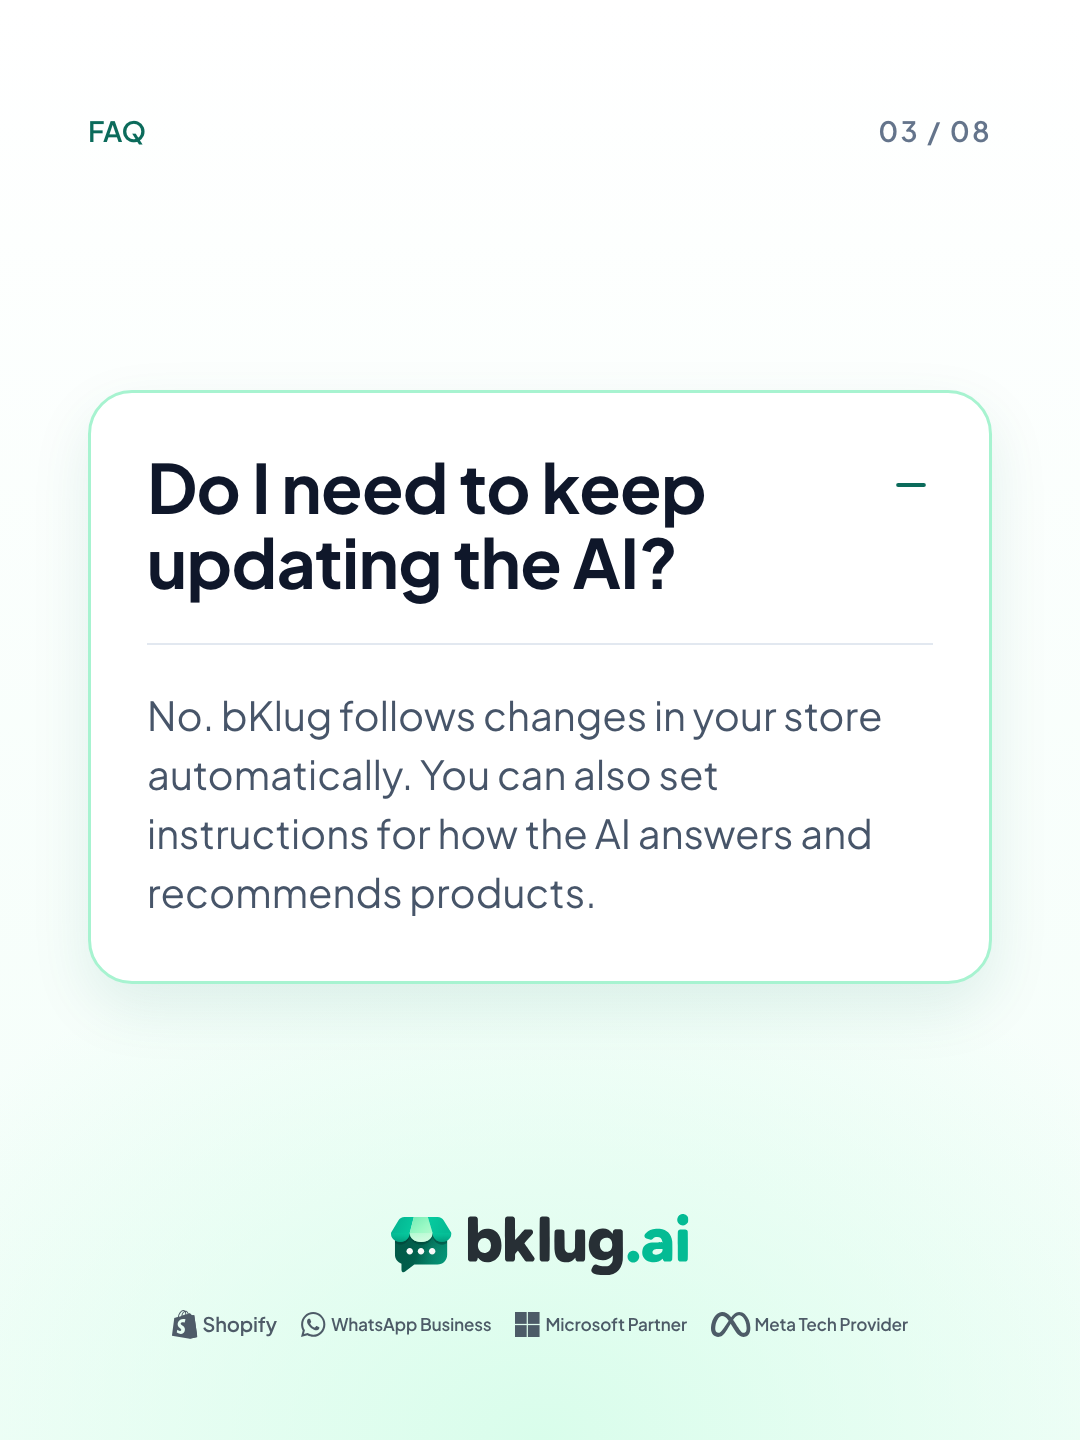 FAQ
03 / 08
Do I need to keep
updating the AI?
No. bKlug follows changes in your store
automatically. You can also set
instructions for how the AI answers and
recommends products.
bklug.ai
Shopify WhatsApp Business Microsoft Partner Meta Tech Provider